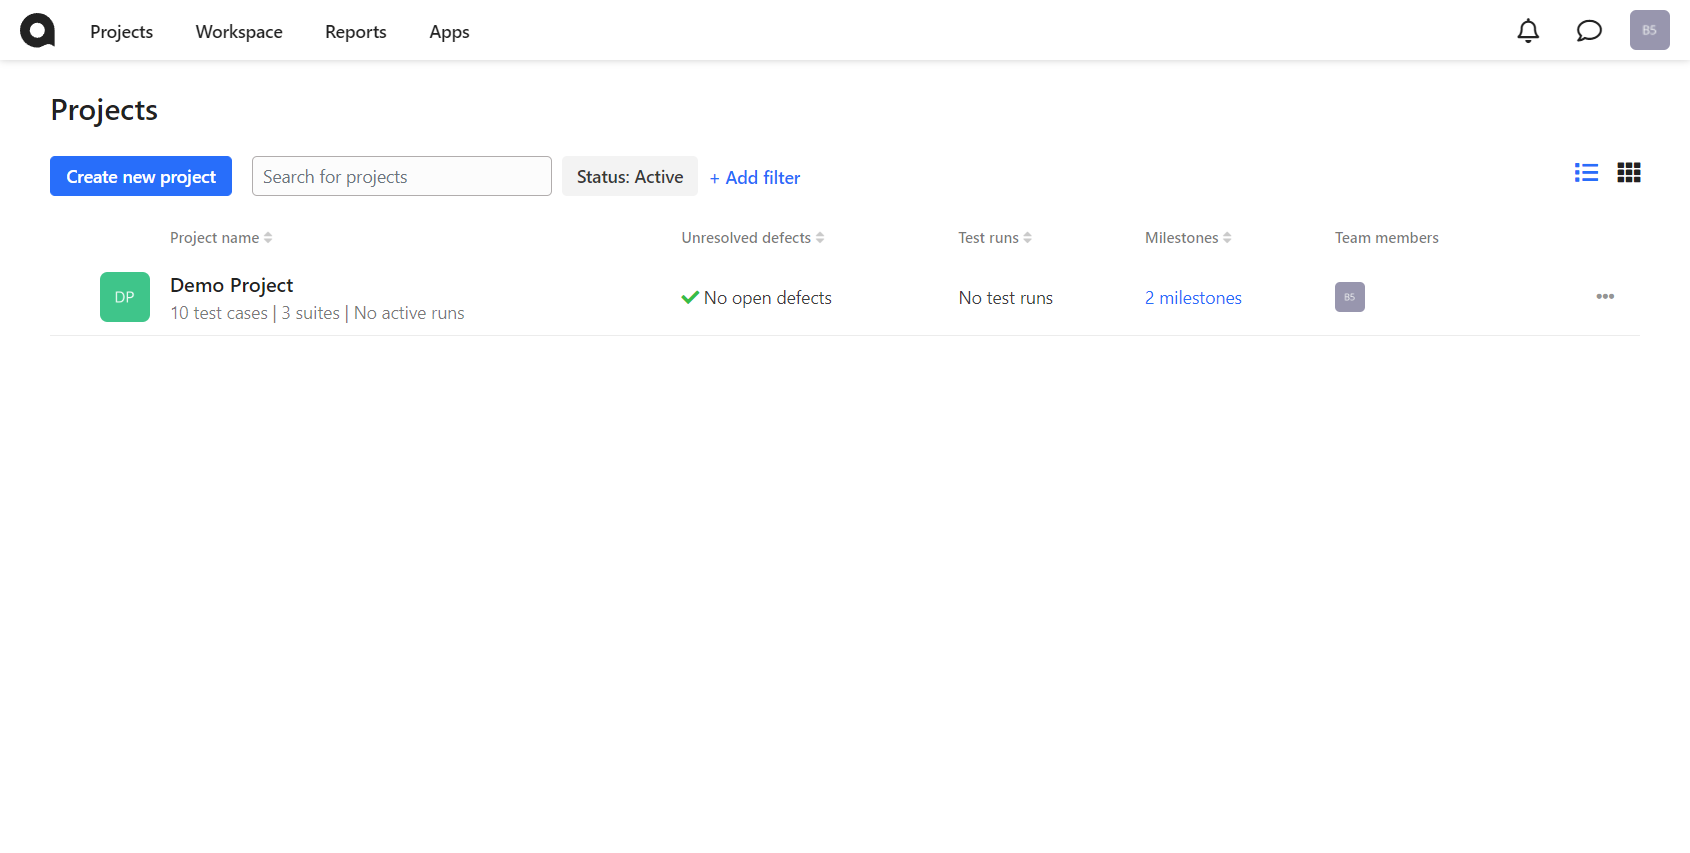 Projects Workspace Reports Apps BS
Projects
Create new project Search for projects Status: Active + Add filter
Project name Unresolved defects Test runs Milestones Team members
DP Demo Project No open defects No test runs 2 milestones BS
10 test cases | 3 suites | No active runs